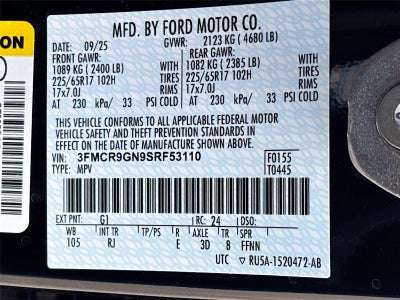 MFD. BY FORD MOTOR CO.
DATE: 09/25 GVWR: 2123 KG ( 4680 LB)
FRONT GAWR: REAR GAWR:
1089 KG ( 2400 LB) 1082 KG ( 2385 LB)
225/65R17 102H 225/65R17 102H
17x7.0J 17x7.0J
AT 230 kPa/ 33 PSI COLD AT 230 kPa/ 33 PSI COLD
THIS VEHICLE CONFORMS TO ALL APPLICABLE FEDERAL MOTOR
VEHICLE SAFETY AND THEFT PREVENTION STANDARDS IN
EFFECT ON THE DATE OF MANUFACTURE SHOWN ABOVE.
VIN: 3FMCR9GN9SRF53110 F0155
TYPE: MPV T0445
EXT PNT: G1 RC: 24 DSO:
WB INT TR TP/PS R AXLE TR SPR
105 RJ E 3D 8 FFNN
UTC RU5A-1520472-AB